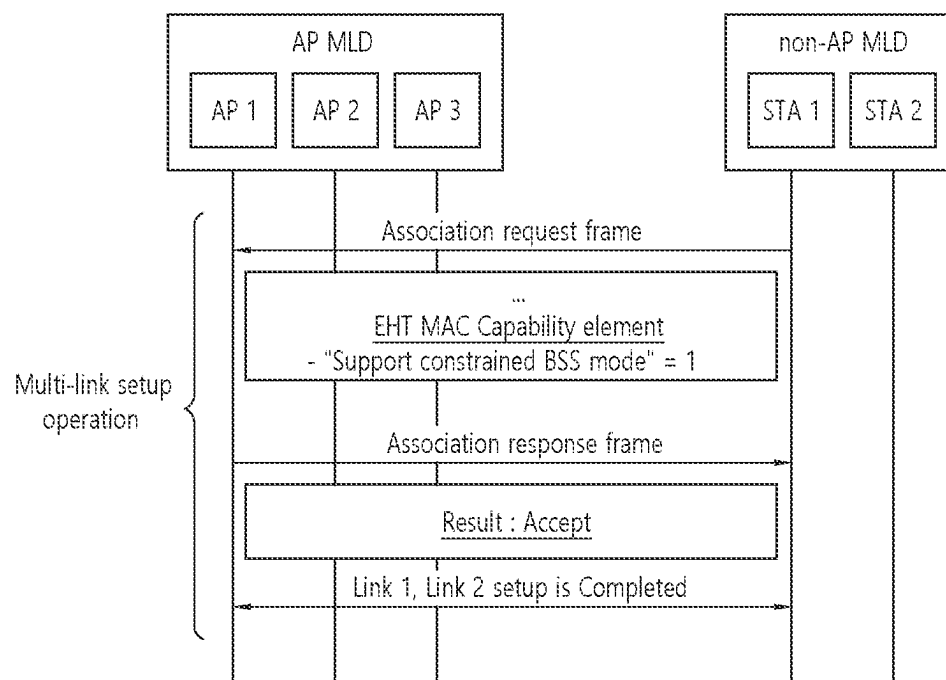 AP MLD
non-AP MLD
AP 1
AP 2
AP 3
STA 1
STA 2
Association request frame
...
EHT MAC Capability element
- "Support constrained BSS mode" = 1
Multi-link setup
operation
Association response frame
Result : Accept
Link 1, Link 2 setup is Completed